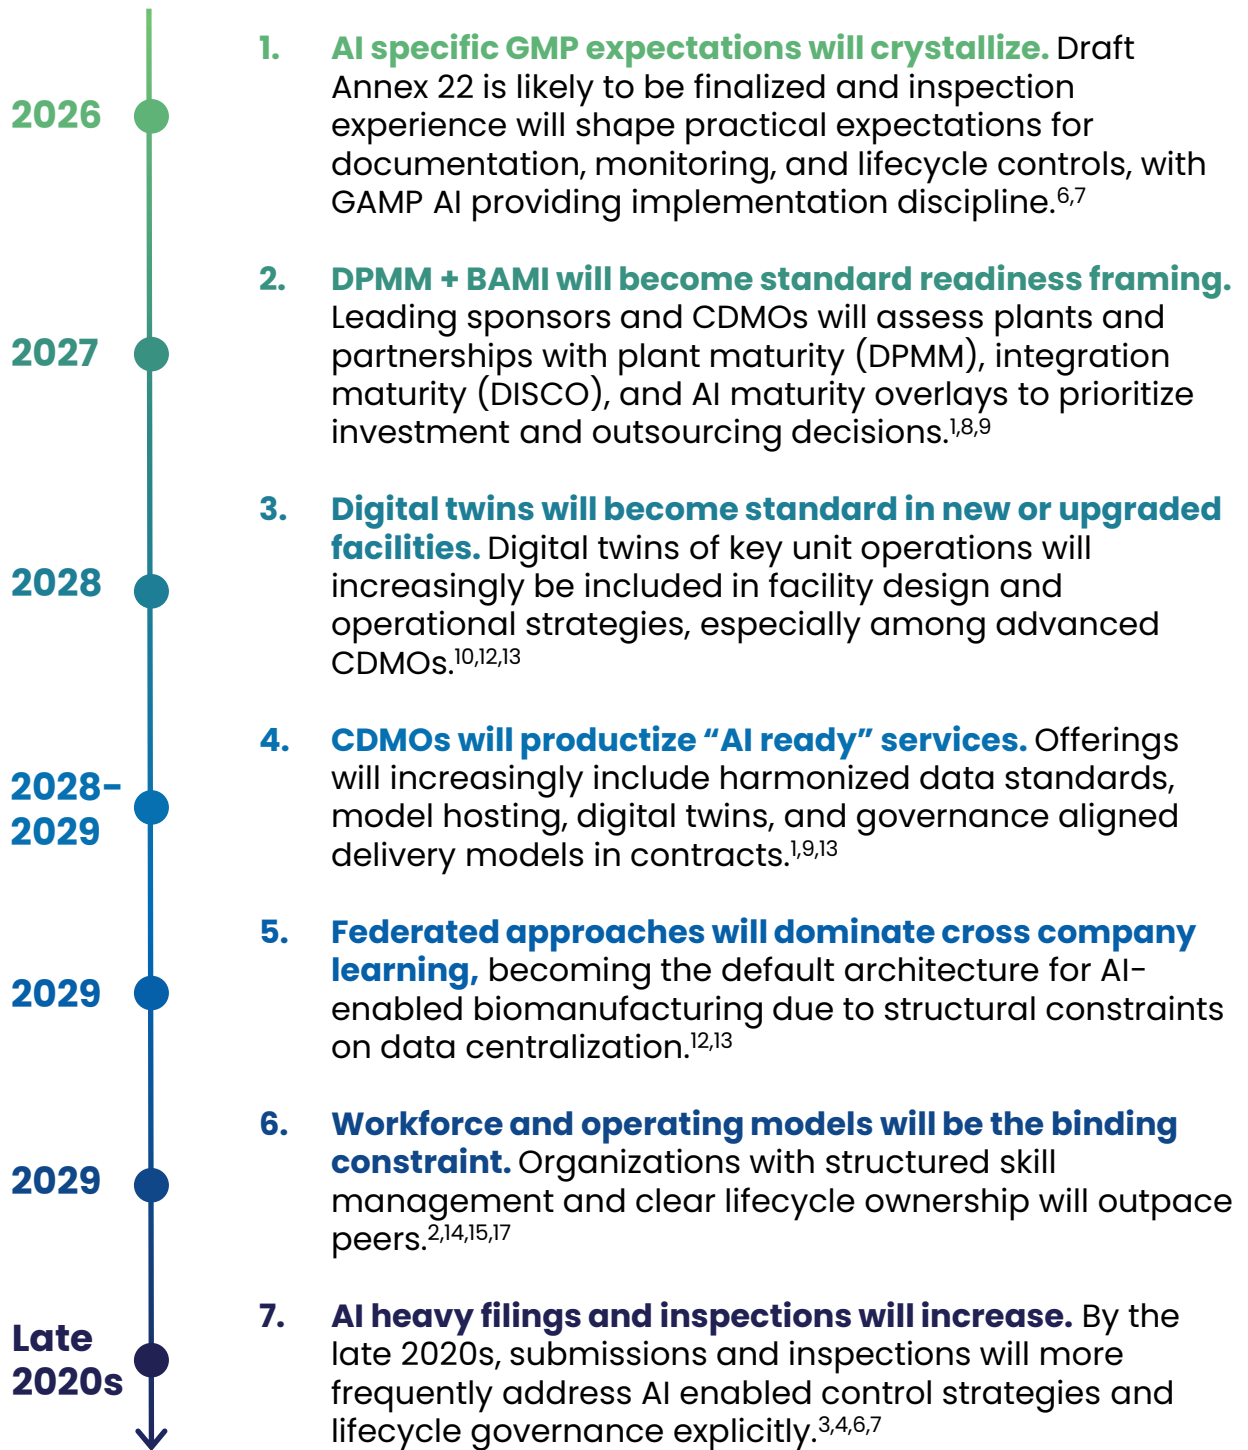 2026
1. AI specific GMP expectations will crystallize. Draft
Annex 22 is likely to be finalized and inspection
experience will shape practical expectations for
documentation, monitoring, and lifecycle controls, with
GAMP AI providing implementation discipline.6,7
2027
2. DPMM + BAMI will become standard readiness framing.
Leading sponsors and CDMOs will assess plants and
partnerships with plant maturity (DPMM), integration
maturity (DISCO), and AI maturity overlays to prioritize
investment and outsourcing decisions.1,8,9
2028
3. Digital twins will become standard in new or upgraded
facilities. Digital twins of key unit operations will
increasingly be included in facility design and
operational strategies, especially among advanced
CDMOs.10,12,13
2028-
2029
4. CDMOs will productize “AI ready” services. Offerings
will increasingly include harmonized data standards,
model hosting, digital twins, and governance aligned
delivery models in contracts.1,9,13
2029
5. Federated approaches will dominate cross company
learning, becoming the default architecture for AI-
enabled biomanufacturing due to structural constraints
on data centralization.12,13
2029
6. Workforce and operating models will be the binding
constraint. Organizations with structured skill
management and clear lifecycle ownership will outpace
peers.2,14,15,17
Late
2020s
7. AI heavy filings and inspections will increase. By the
late 2020s, submissions and inspections will more
frequently address AI enabled control strategies and
lifecycle governance explicitly.3,4,6,7